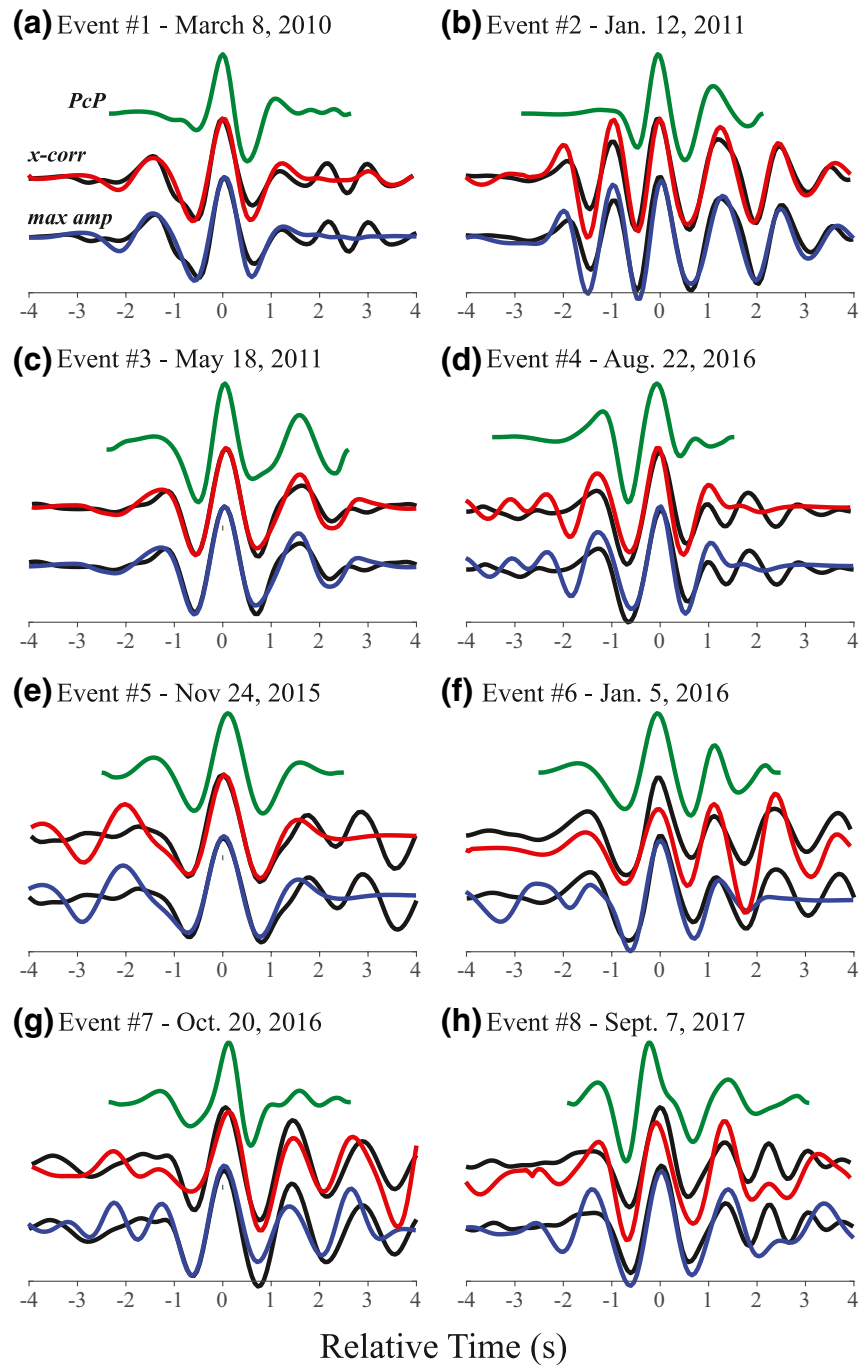 (a) Event #1 - March 8, 2010
PcP
x-corr
max amp
-4 -3 -2 -1 0 1 2 3 4
(b) Event #2 - Jan. 12, 2011
-4 -3 -2 -1 0 1 2 3 4
(c) Event #3 - May 18, 2011
-4 -3 -2 -1 0 1 2 3 4
(d) Event #4 - Aug. 22, 2016
-4 -3 -2 -1 0 1 2 3 4
(e) Event #5 - Nov 24, 2015
-4 -3 -2 -1 0 1 2 3 4
(f) Event #6 - Jan. 5, 2016
-4 -3 -2 -1 0 1 2 3 4
(g) Event #7 - Oct. 20, 2016
-4 -3 -2 -1 0 1 2 3 4
(h) Event #8 - Sept. 7, 2017
-4 -3 -2 -1 0 1 2 3 4
Relative Time (s)